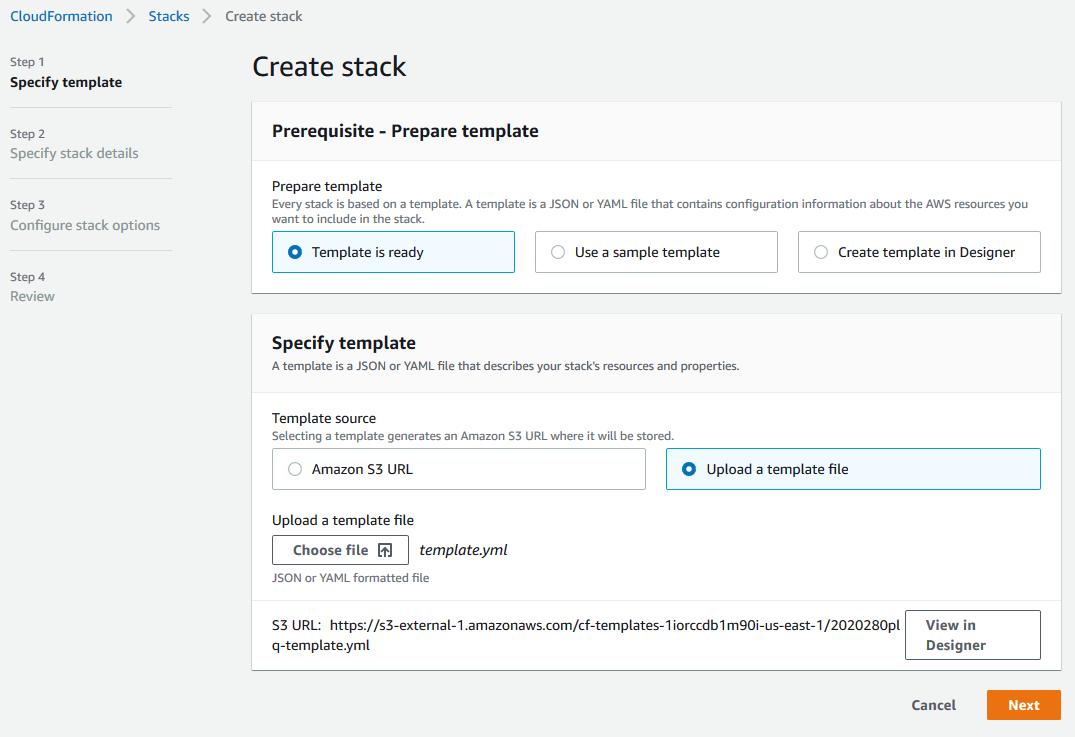 CloudFormation > Stacks > Create stack
Step 1
Specify template
Step 2
Specify stack details
Step 3
Configure stack options
Step 4
Review
Create stack
Prerequisite - Prepare template
Prepare template
Every stack is based on a template. A template is a JSON or YAML file that contains configuration information about the AWS resources you
want to include in the stack.
Template is ready
Use a sample template
Create template in Designer
Specify template
A template is a JSON or YAML file that describes your stack's resources and properties.
Template source
Selecting a template generates an Amazon S3 URL where it will be stored.
Amazon S3 URL
Upload a template file
Upload a template file
Choose file
template.yml
JSON or YAML formatted file
S3 URL: https://s3-external-1.amazonaws.com/cf-templates-1iorccdb1m90i-us-east-1/2020280pl
q-template.yml
View in
Designer
Cancel
Next